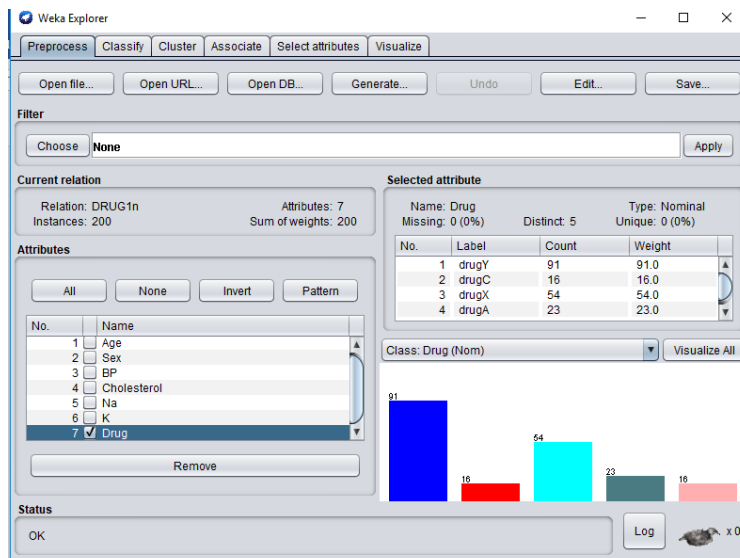 Weka Explorer
Preprocess Classify Cluster Associate Select attributes Visualize
Open file... Open URL... Open DB... Generate... Undo Edit... Save...
Filter
Choose None Apply
Current relation
Relation: DRUG1n Attributes: 7
Instances: 200 Sum of weights: 200
Attributes
All None Invert Pattern
No. Name
1 Age
2 Sex
3 BP
4 Cholesterol
5 Na
6 K
7 Drug
Remove
Selected attribute
Name: Drug Type: Nominal
Missing: 0 (0%) Distinct: 5 Unique: 0 (0%)
No. Label Count Weight
1 drugY 91 91.0
2 drugC 16 16.0
3 drugX 54 54.0
4 drugA 23 23.0
Class: Drug (Nom) Visualize All
91 16 54 23 16
Status
OK Log x 0